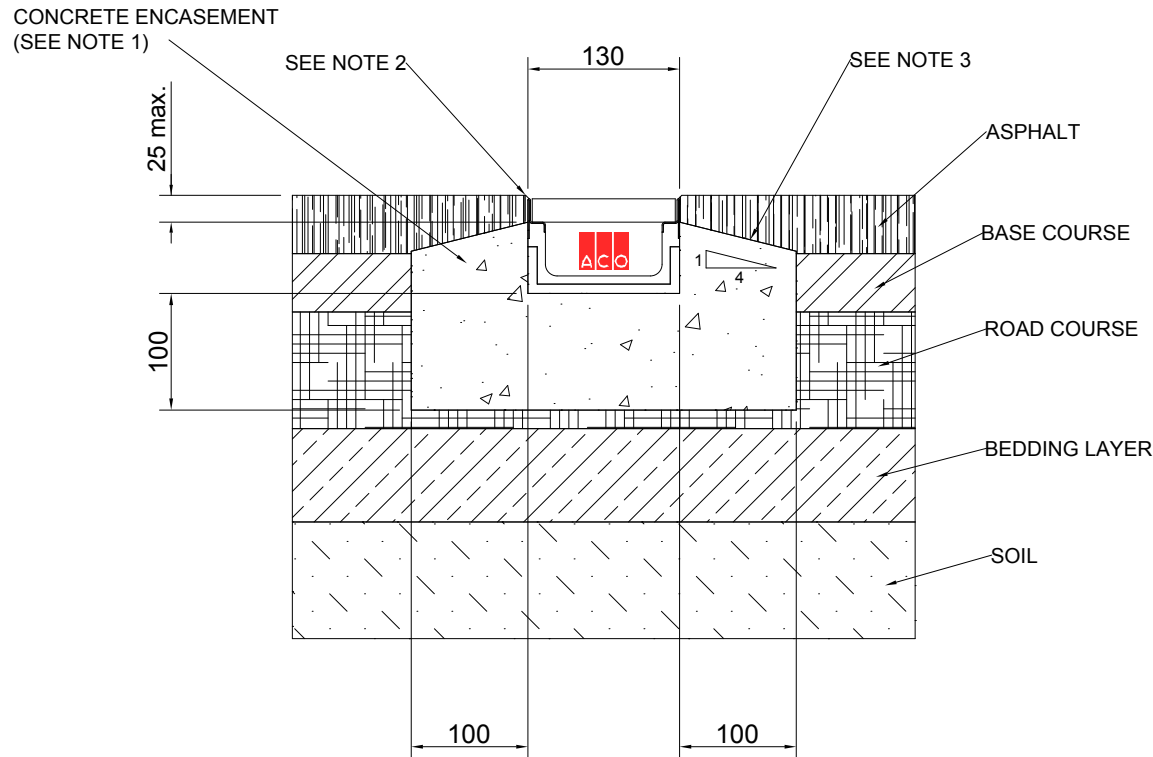 CONCRETE ENCASEMENT
(SEE NOTE 1)
SEE NOTE 2
130
SEE NOTE 3
25 max.
ASPHALT
BASE COURSE
ACO
1
4
100
ROAD COURSE
BEDDING LAYER
SOIL
100
100